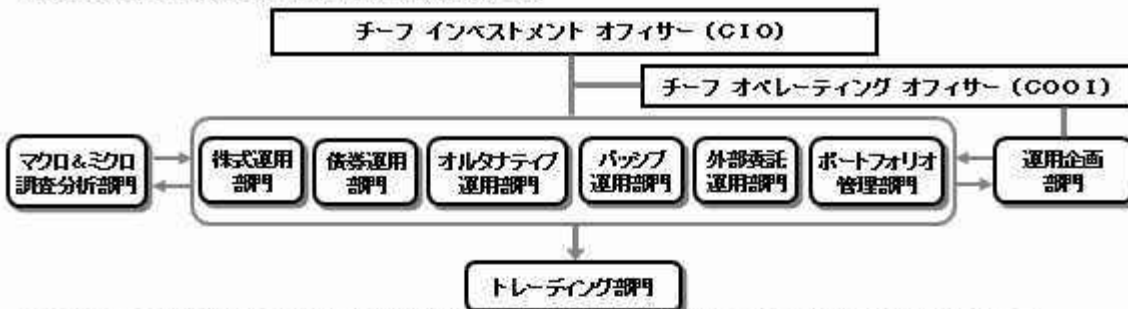 チーフ インベストメント オフィサー (CIO)
チーフ オペレーティング オフィサー (COOI)
マクロ&ミクロ
調査分析部門
株式運用
部門
債券運用
部門
オルタナティブ
運用部門
パッシブ
運用部門
外部委託
運用部門
ポートフォリオ
管理部門
運用企画
部門
トレーディング部門